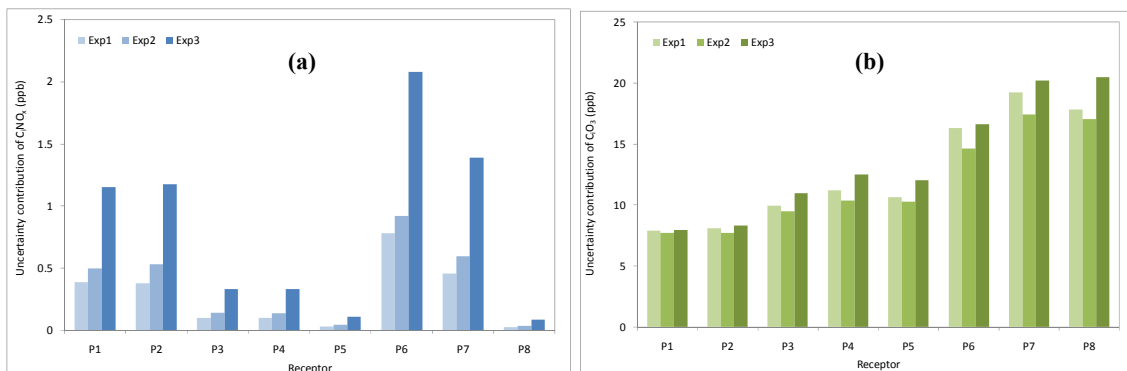 2.5
Exp1 Exp2 Exp3
(a)
2
1.5
1
0.5
0
Uncertainty contribution of CᵢNOₓ (ppb)
P1 P2 P3 P4 P5 P6 P7 P8
Receptor
25
Exp1 Exp2 Exp3
(b)
20
15
10
5
0
Uncertainty contribution of CᵢO₃ (ppb)
P1 P2 P3 P4 P5 P6 P7 P8
Receptor